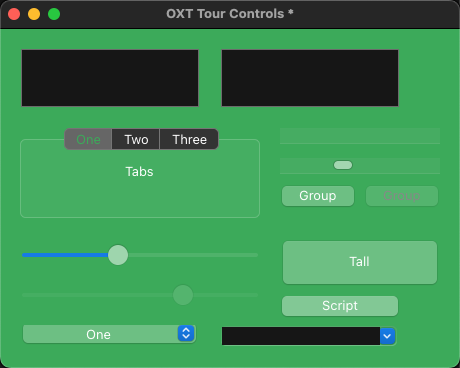 OXT Tour Controls *
One Two Three
Tabs
Group Group
Tall
Script
One